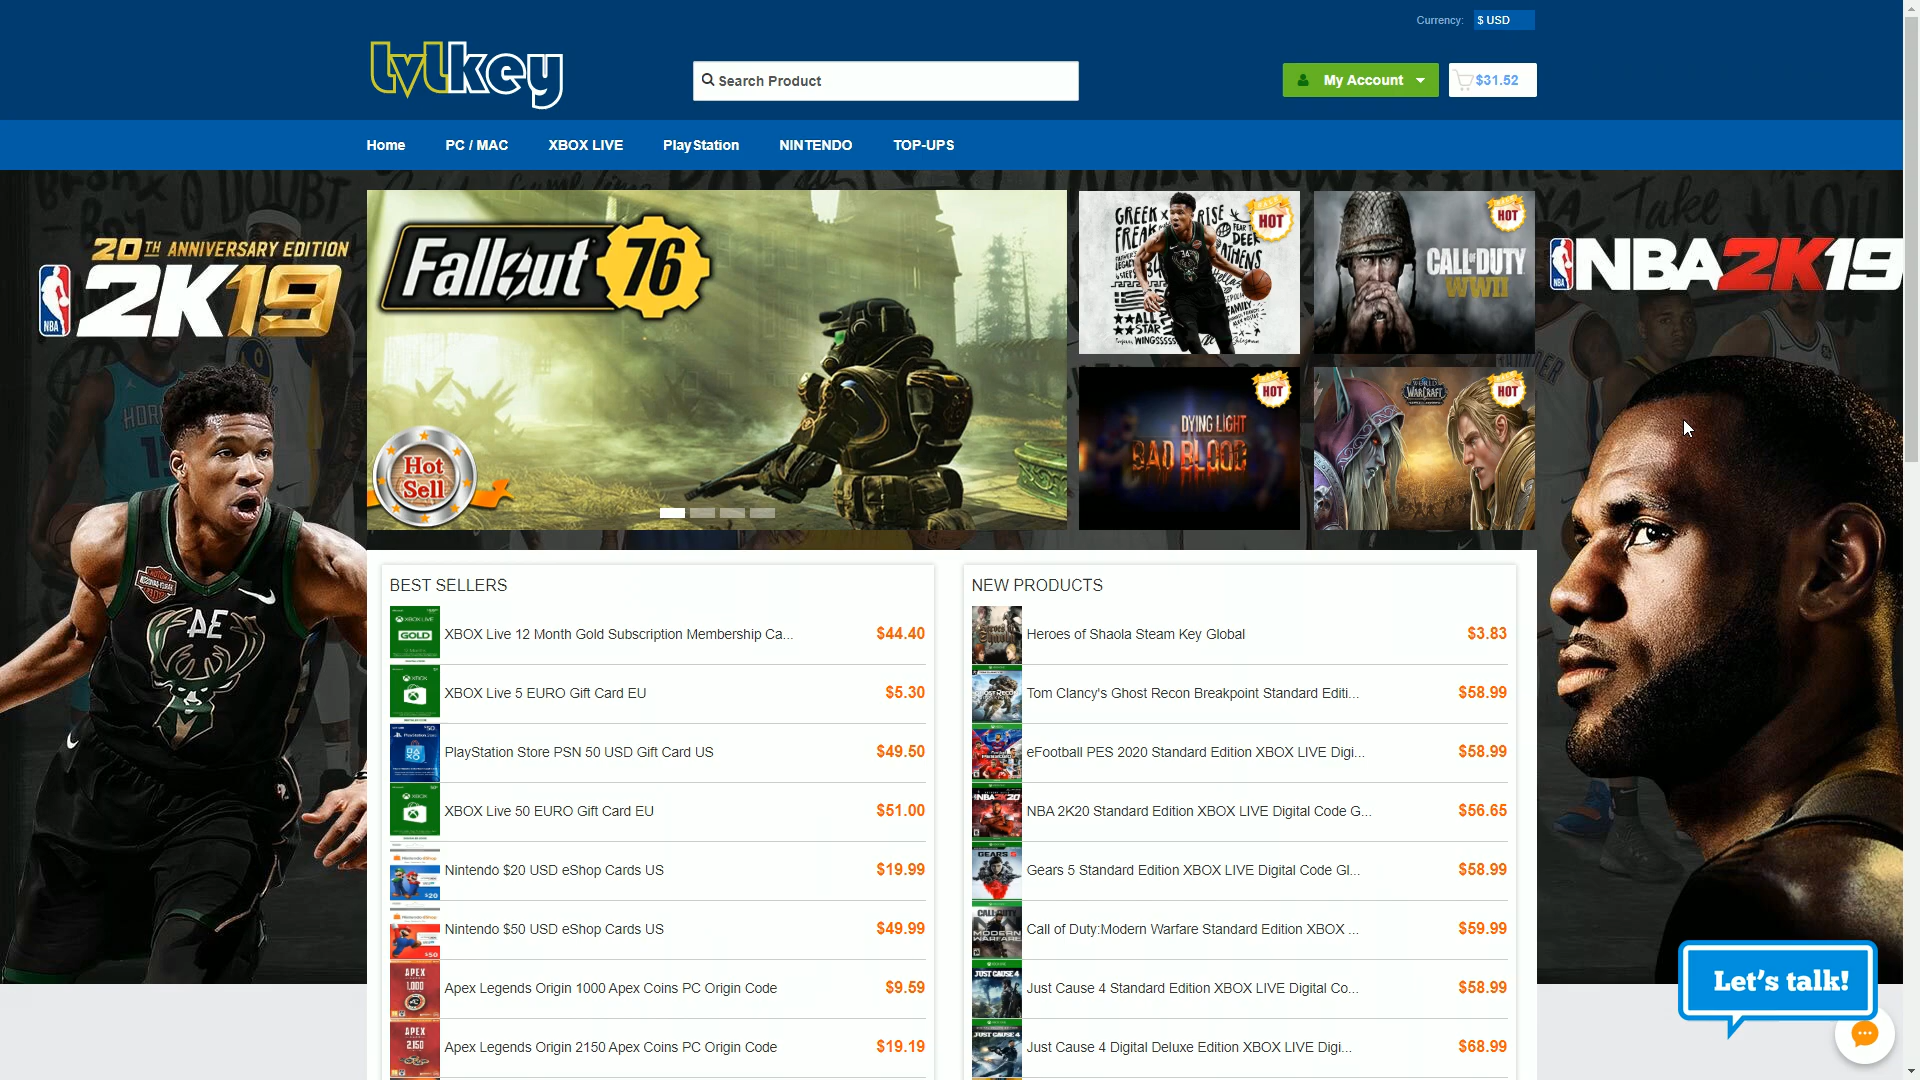 Currency: $ USD
lvlkey
Search Product
My Account
$31.52
Home
PC / MAC
XBOX LIVE
PlayStation
NINTENDO
TOP-UPS
20TH ANNIVERSARY EDITION
NBA 2K19
Fallout 76
Hot
Sell
GREEK
FREAK
RISE
ALL
STAR
FAMILY
HOT
CALL OF DUTY
WWII
HOT
DYING LIGHT
BAD BLOOD
HOT
WORLD
WARCRAFT
HOT
NBA 2K19
BEST SELLERS
XBOX Live 12 Month Gold Subscription Membership Ca... $44.40
XBOX Live 5 EURO Gift Card EU $5.30
PlayStation Store PSN 50 USD Gift Card US $49.50
XBOX Live 50 EURO Gift Card EU $51.00
Nintendo $20 USD eShop Cards US $19.99
Nintendo $50 USD eShop Cards US $49.99
Apex Legends Origin 1000 Apex Coins PC Origin Code $9.59
Apex Legends Origin 2150 Apex Coins PC Origin Code $19.19
NEW PRODUCTS
Heroes of Shaola Steam Key Global $3.83
Tom Clancy's Ghost Recon Breakpoint Standard Editi... $58.99
eFootball PES 2020 Standard Edition XBOX LIVE Digi... $58.99
NBA 2K20 Standard Edition XBOX LIVE Digital Code G... $56.65
Gears 5 Standard Edition XBOX LIVE Digital Code Gl... $58.99
Call of Duty:Modern Warfare Standard Edition XBOX ... $59.99
Just Cause 4 Standard Edition XBOX LIVE Digital Co... $58.99
Just Cause 4 Digital Deluxe Edition XBOX LIVE Digi... $68.99
Let's talk!